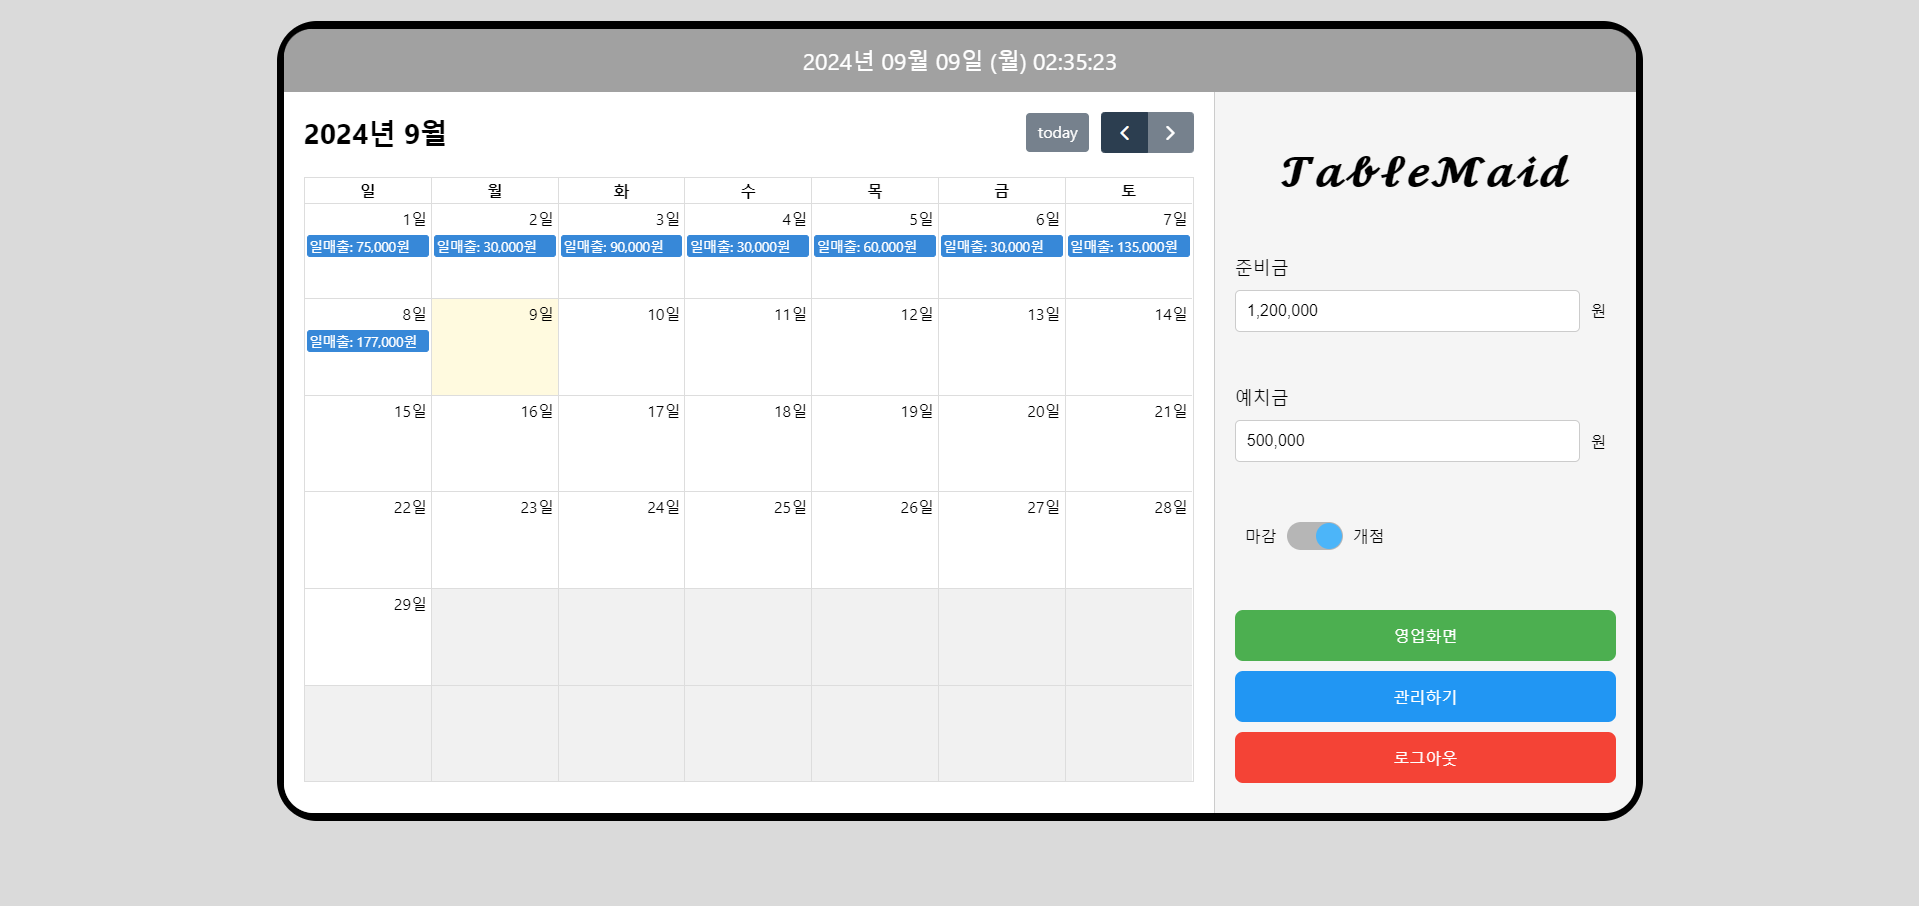 2024년 09월 09일 (월) 02:35:23
2024년 9월
today
일 월 화 수 목 금 토
1일 2일 3일 4일 5일 6일 7일
일매출: 75,000원 일매출: 30,000원 일매출: 90,000원 일매출: 30,000원 일매출: 60,000원 일매출: 30,000원 일매출: 135,000원
8일 9일 10일 11일 12일 13일 14일
일매출: 177,000원
15일 16일 17일 18일 19일 20일 21일
22일 23일 24일 25일 26일 27일 28일
29일
TableMaid
준비금
1,200,000 원
예치금
500,000 원
마감 개점
영업화면
관리하기
로그아웃